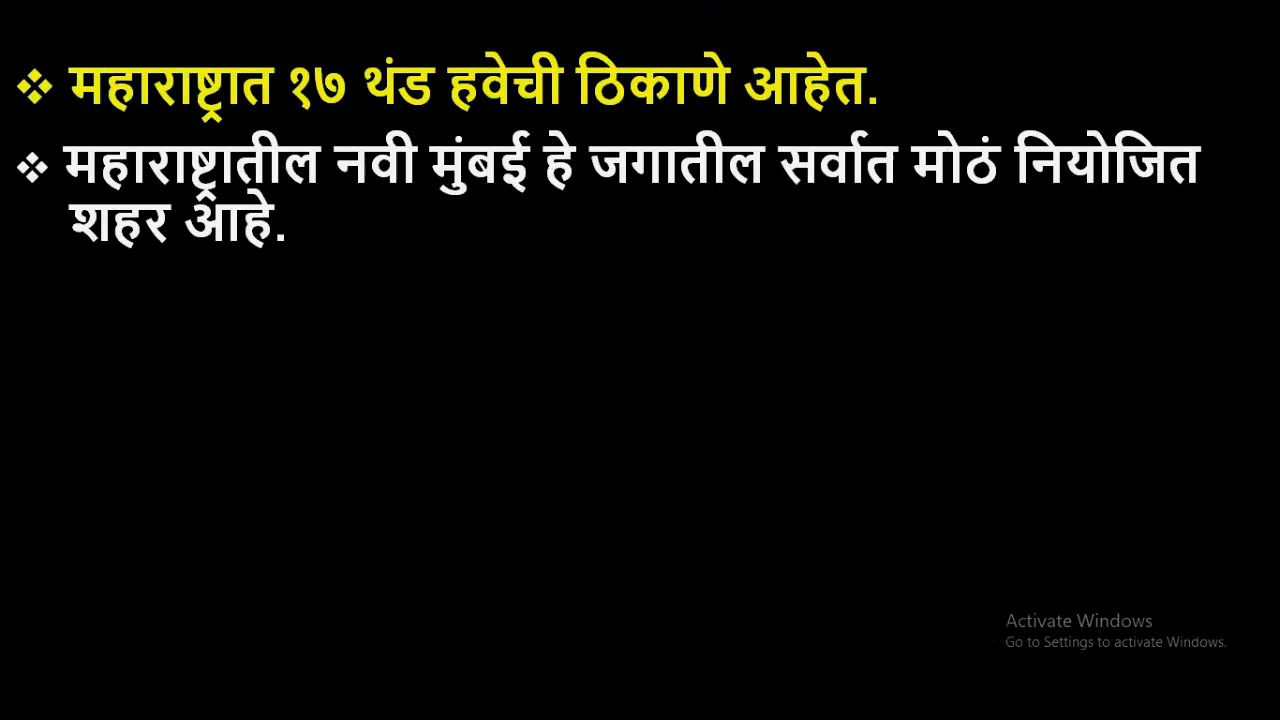 ❖ महाराष्ट्रात १७ थंड हवेची ठिकाणे आहेत.
❖ महाराष्ट्रातील नवी मुंबई हे जगातील सर्वात मोठं नियोजित
शहर आहे.
Activate Windows
Go to Settings to activate Windows.